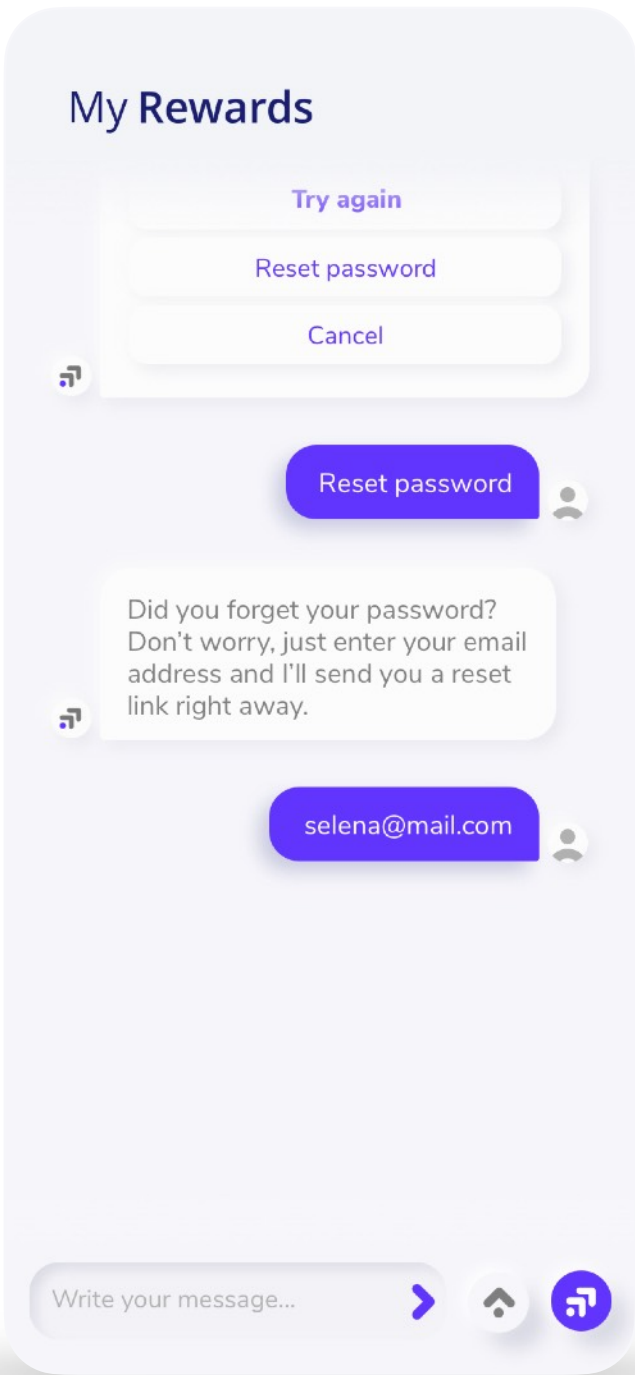 My Rewards
Try again
Reset password
Cancel
Reset password
Did you forget your password?
Don't worry, just enter your email
address and I'll send you a reset
link right away.
selena@mail.com
Write your message...